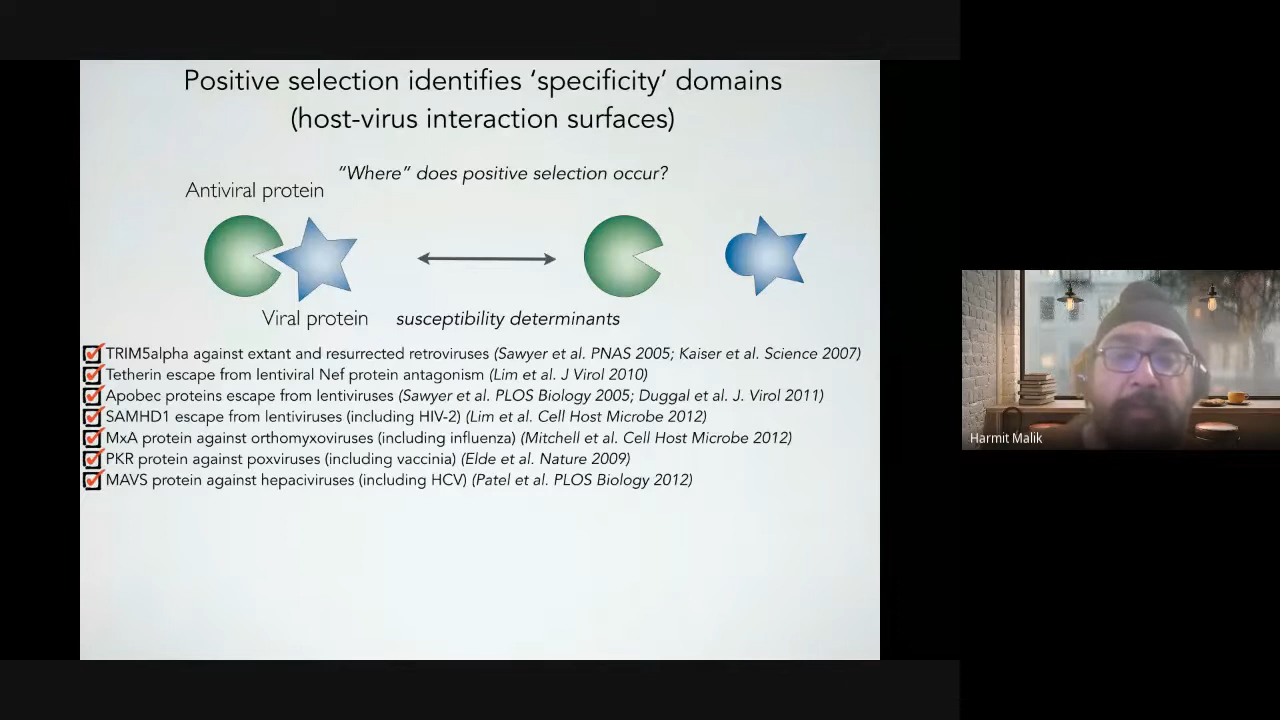 Positive selection identifies ‘specificity’ domains
(host-virus interaction surfaces)
“Where” does positive selection occur?
Antiviral protein
Viral protein
susceptibility determinants
TRIM5alpha against extant and resurrected retroviruses (Sawyer et al. PNAS 2005; Kaiser et al. Science 2007)
Tetherin escape from lentiviral Nef protein antagonism (Lim et al. J Virol 2010)
Apobec proteins escape from lentiviruses (Sawyer et al. PLOS Biology 2005; Duggal et al. J. Virol 2011)
SAMHD1 escape from lentiviruses (including HIV-2) (Lim et al. Cell Host Microbe 2012)
MxA protein against orthomyxoviruses (including influenza) (Mitchell et al. Cell Host Microbe 2012)
PKR protein against poxviruses (including vaccinia) (Elde et al. Nature 2009)
MAVS protein against hepaciviruses (including HCV) (Patel et al. PLOS Biology 2012)
Harmit Malik